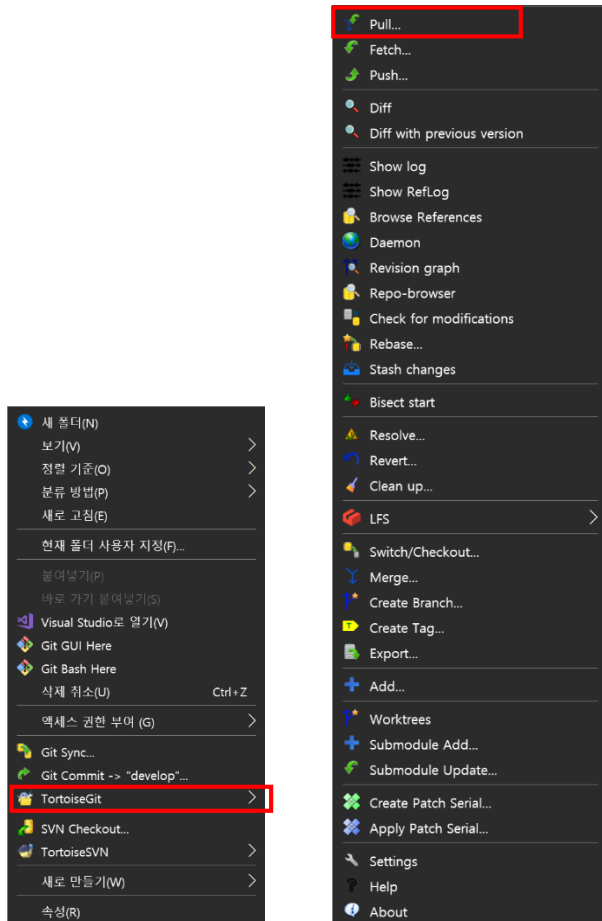 새 폴더(N)
보기(V)
정렬 기준(O)
분류 방법(P)
새로 고침(E)
현재 폴더 사용자 지정(F)...
붙여넣기(P)
바로 가기 붙여넣기(S)
Visual Studio로 열기(V)
Git GUI Here
Git Bash Here
삭제 취소(U) Ctrl+Z
액세스 권한 부여 (G)
Git Sync...
Git Commit -> "develop"...
TortoiseGit
SVN Checkout...
TortoiseSVN
새로 만들기(W)
속성(R)
Pull...
Fetch...
Push...
Diff
Diff with previous version
Show log
Show RefLog
Browse References
Daemon
Revision graph
Repo-browser
Check for modifications
Rebase...
Stash changes
Bisect start
Resolve...
Revert...
Clean up...
LFS
Switch/Checkout...
Merge...
Create Branch...
Create Tag...
Export...
Add...
Worktrees
Submodule Add...
Submodule Update...
Create Patch Serial...
Apply Patch Serial...
Settings
Help
About